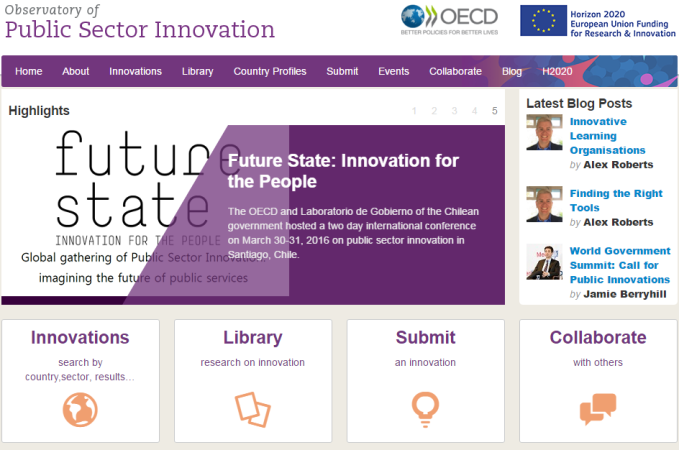 Observatory of
Public Sector Innovation
OECD
BETTER POLICIES FOR BETTER LIVES
Horizon 2020
European Union Funding
for Research & Innovation
Home About Innovations Library Country Profiles Submit Events Collaborate Blog H2020
Highlights
1 2 3 4 5
future
state
INNOVATION FOR THE PEOPLE
Global gathering of Public Sector
imagining the future of public services
Future State: Innovation for
the People
The OECD and Laboratorio de Gobierno of the Chilean
government hosted a two day international conference
on March 30-31, 2016 on public sector innovation in
Santiago, Chile.
Latest Blog Posts
Innovative
Learning
Organisations
by Alex Roberts
Finding the Right
Tools
by Alex Roberts
World Government
Summit: Call for
Public Innovations
by Jamie Berryhill
Innovations
search by
country,sector, results...
Library
research on innovation
Submit
an innovation
Collaborate
with others